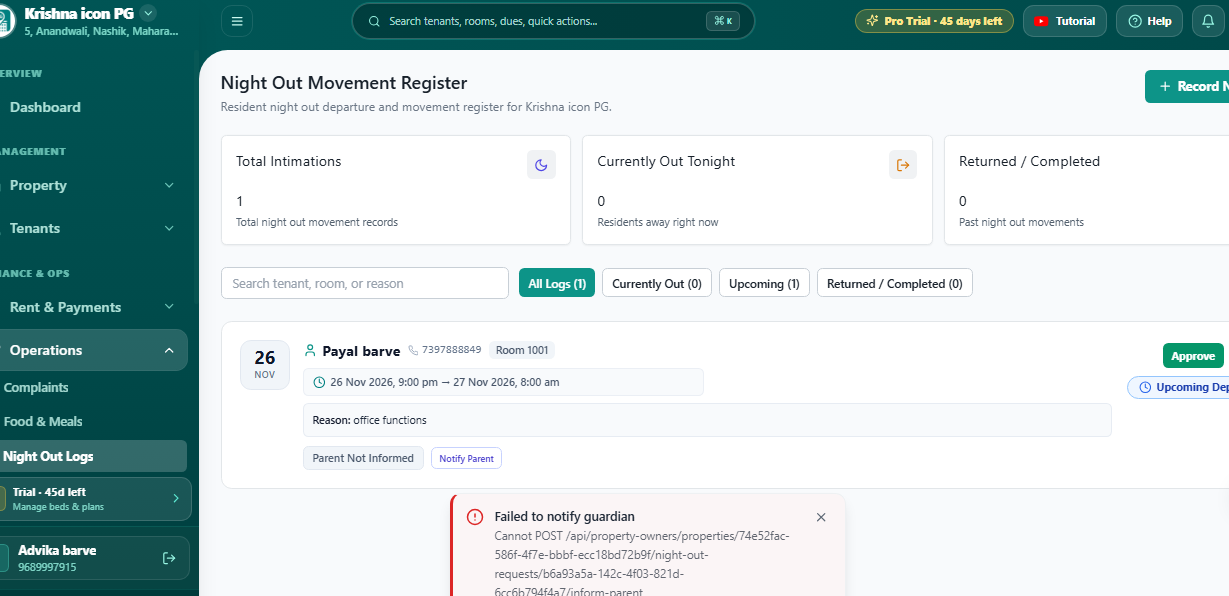 Krishna icon PG
5, Anandwali, Nashik, Mahara...
Search tenants, rooms, dues, quick actions...
⌘ K
Pro Trial · 45 days left
Tutorial
Help
ERVIEW
Dashboard
NAGEMENT
Property
Tenants
NANCE & OPS
Rent & Payments
Operations
Complaints
Food & Meals
Night Out Logs
Trial · 45d left
Manage beds & plans
Advika barve
9689997915
Night Out Movement Register
Resident night out departure and movement register for Krishna icon PG.
+ Record N
Total Intimations
1
Total night out movement records
Currently Out Tonight
0
Residents away right now
Returned / Completed
0
Past night out movements
Search tenant, room, or reason
All Logs (1)
Currently Out (0)
Upcoming (1)
Returned / Completed (0)
26
NOV
Payal barve
7397888849
Room 1001
26 Nov 2026, 9:00 pm → 27 Nov 2026, 8:00 am
Reason: office functions
Parent Not Informed
Notify Parent
Approve
Upcoming Dep
Failed to notify guardian
Cannot POST /api/property-owners/properties/74e52fac-
586f-4f7e-bbbf-ecc18bd72b9f/night-out-
requests/b6a93a5a-142c-4f03-821d-
6cc6b794f4a7/inform-parent